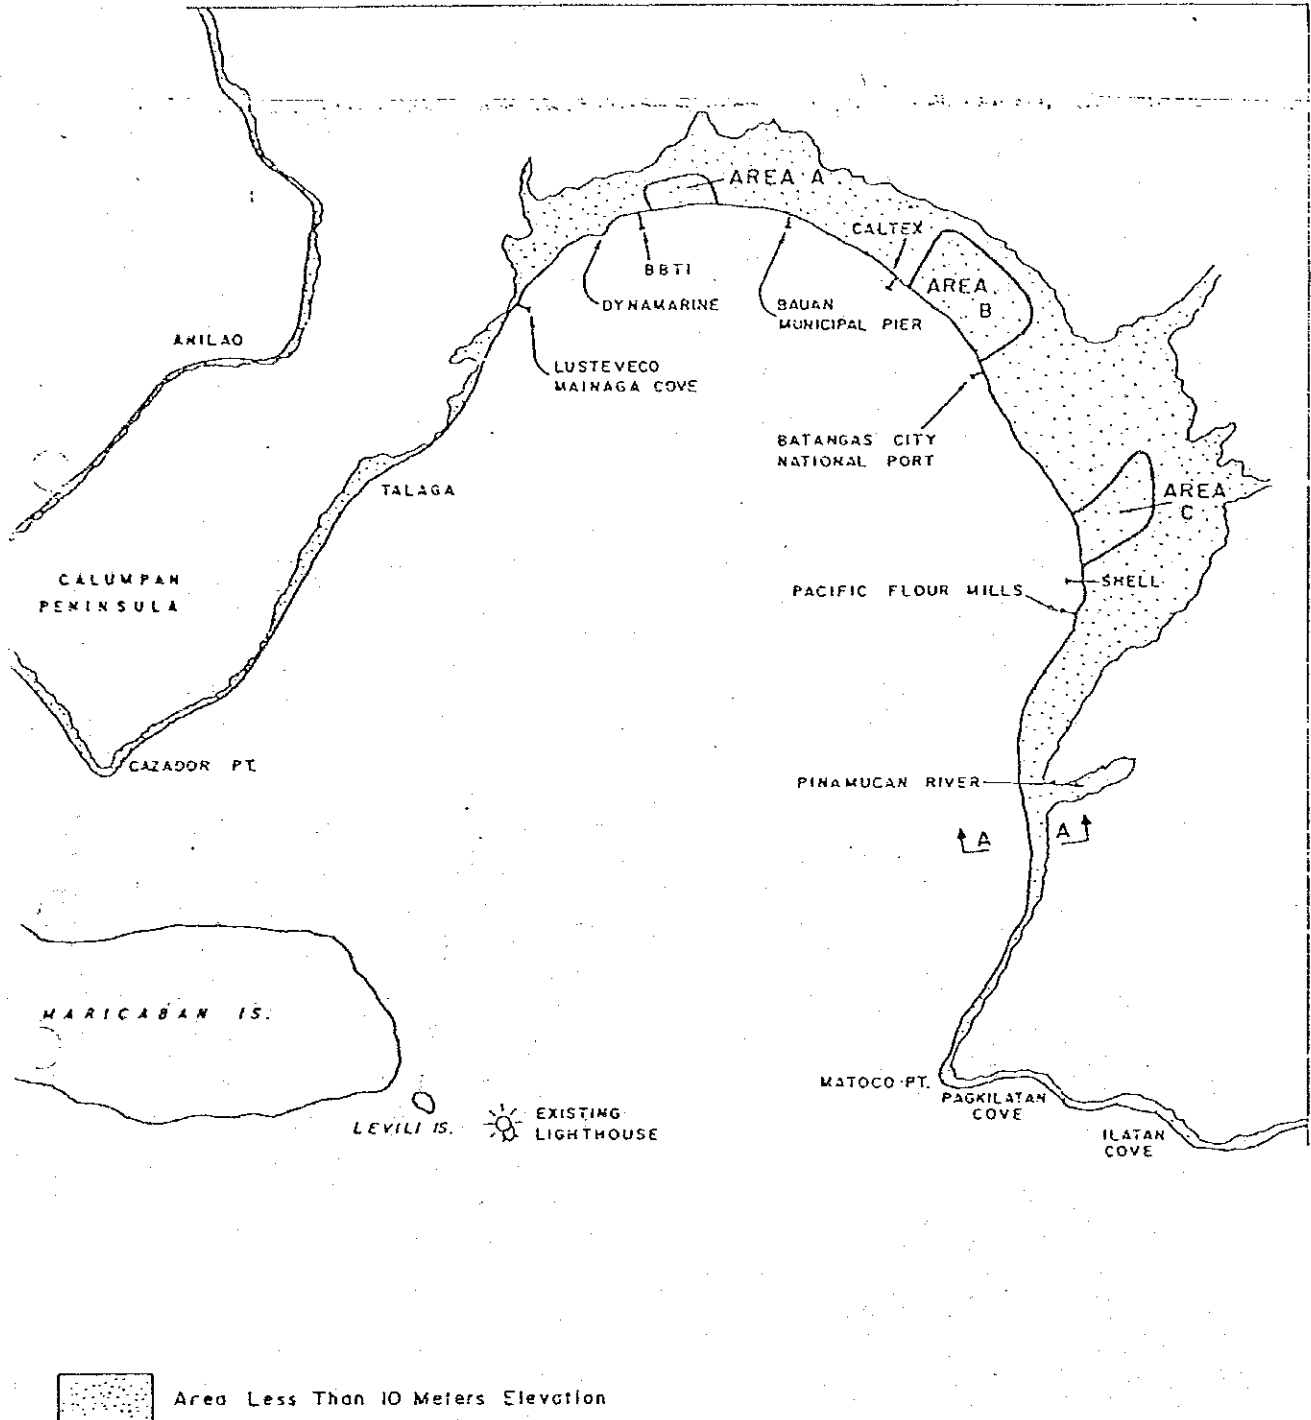 AREA A
CALTEX
BBTI
AREA
B
DYNAMARINE
BAUAN
MUNICIPAL PIER
ANILAO
LUSTEVECO
MAINAGA COVE
BATANGAS CITY
NATIONAL PORT
TALAGA
AREA
C
CALUMPAN
PENINSULA
SHELL
PACIFIC FLOUR MILLS
CAZADOR PT.
PINAMUCAN RIVER
A
A
MARICABAN IS.
MATOCO PT.
PAGKILATAN
COVE
LEVILI IS.
EXISTING
LIGHTHOUSE
ILATAN
COVE
Area Less Than 10 Meters Elevation